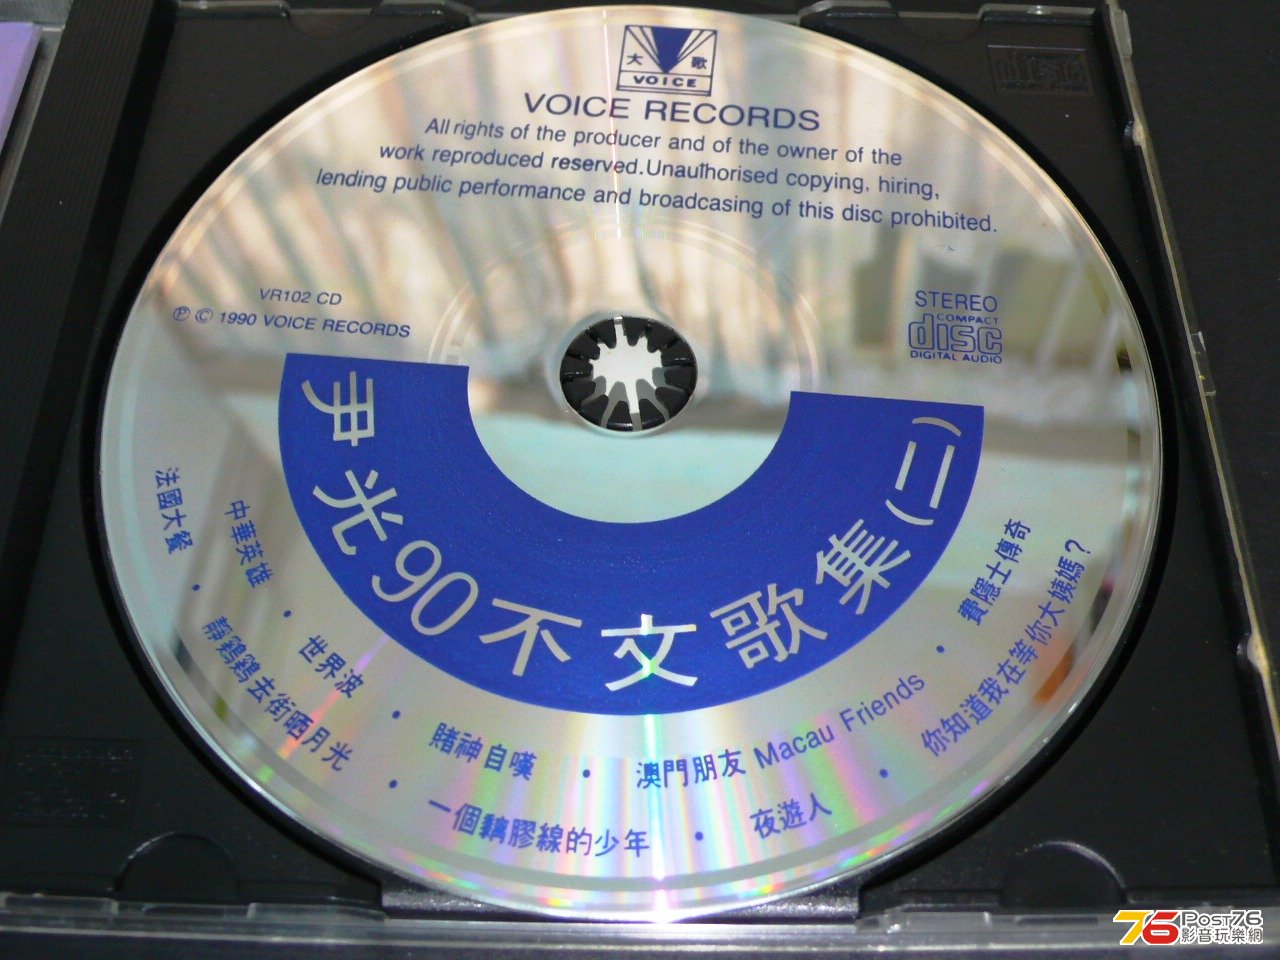 大 歌
VOICE
VOICE RECORDS
All rights of the producer and of the owner of the
work reproduced reserved.Unauthorised copying, hiring,
lending public performance and broadcasing of this disc prohibited.
VR102 CD
Ⓟ Ⓒ 1990 VOICE RECORDS
STEREO
COMPACT
disc
DIGITAL AUDIO
尹光90不文歌集(二)
中華英雄 · 世界波 · 賭神自嘆 · 澳門朋友 Macau Friends · 費隱士傳奇
法國大餐 · 靜鷄鷄去街晒月光 · 一個黐膠線的少年 · 夜遊人 · 你知道我在等你大姨媽？
76 POST76
影音玩樂網